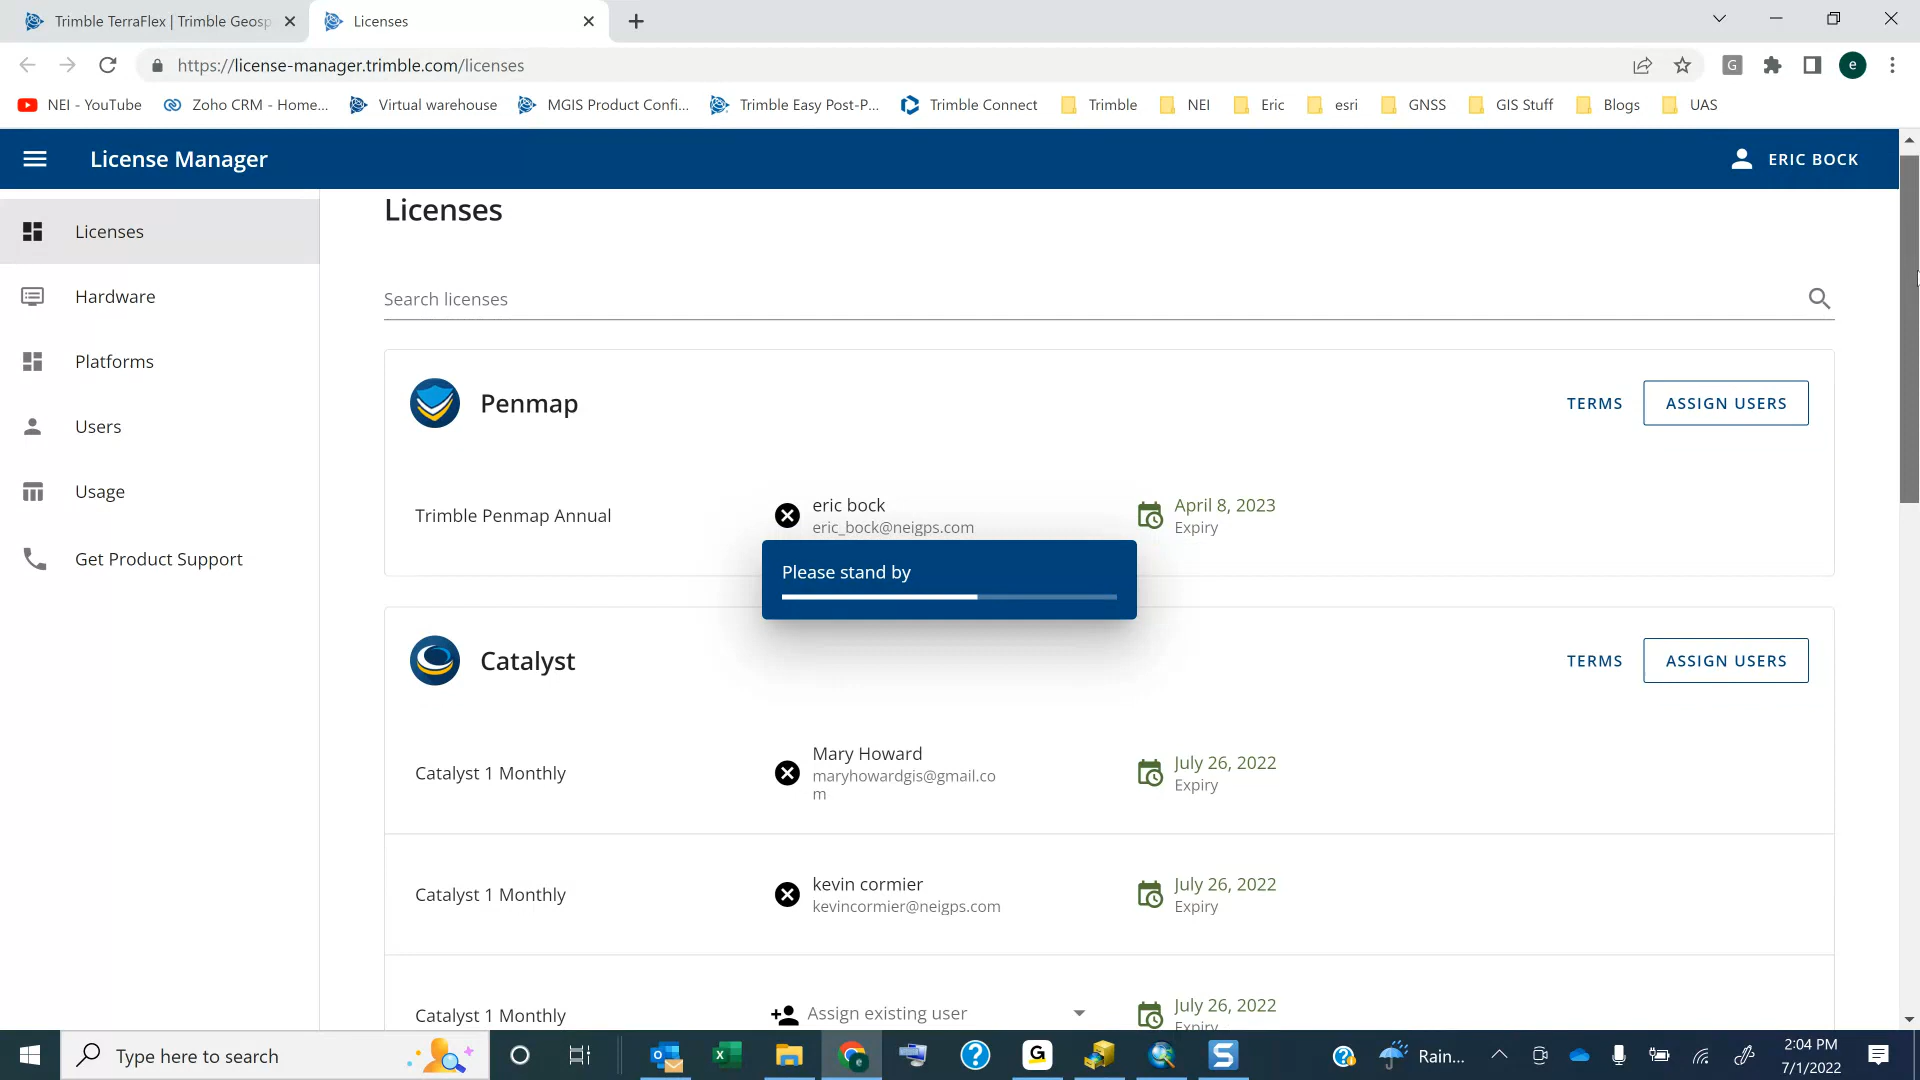 Trimble TerraFlex | Trimble Geosp
Licenses
https://license-manager.trimble.com/licenses
G
e
NEI - YouTube
Zoho CRM - Home...
Virtual warehouse
MGIS Product Confi...
Trimble Easy Post-P...
Trimble Connect
Trimble
NEI
Eric
esri
GNSS
GIS Stuff
Blogs
UAS
License Manager
ERIC BOCK
Licenses
Hardware
Platforms
Users
Usage
Get Product Support
Licenses
Search licenses
Penmap
TERMS
ASSIGN USERS
Trimble Penmap Annual
eric bock
eric_bock@neigps.com
April 8, 2023
Expiry
Please stand by
Catalyst
TERMS
ASSIGN USERS
Catalyst 1 Monthly
Mary Howard
maryhowardgis@gmail.co
m
July 26, 2022
Expiry
Catalyst 1 Monthly
kevin cormier
kevincormier@neigps.com
July 26, 2022
Expiry
Catalyst 1 Monthly
Assign existing user
July 26, 2022
Expiry
Type here to search
G
S
Rain...
2:04 PM
7/1/2022